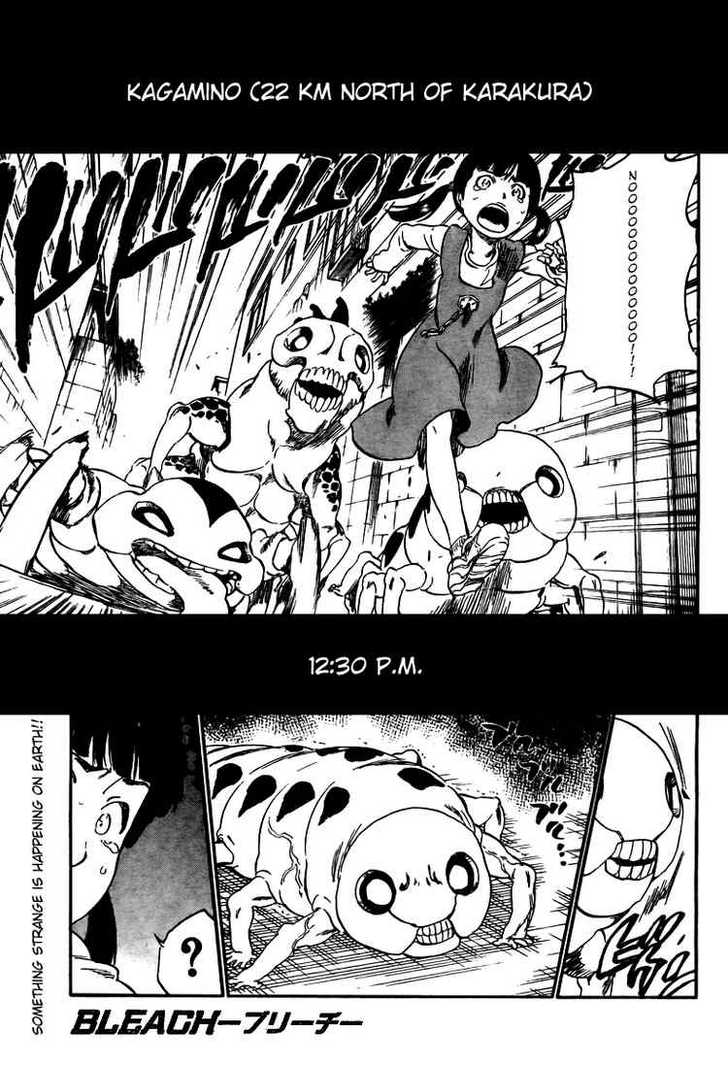 KAGAMINO (22 KM NORTH OF KARAKURA)
NOOOOOOOOOOOOOOO!!!
12:30 P.M.
?
SOMETHING STRANGE IS HAPPENING ON EARTH!!
BLEACH—ブリーチ—